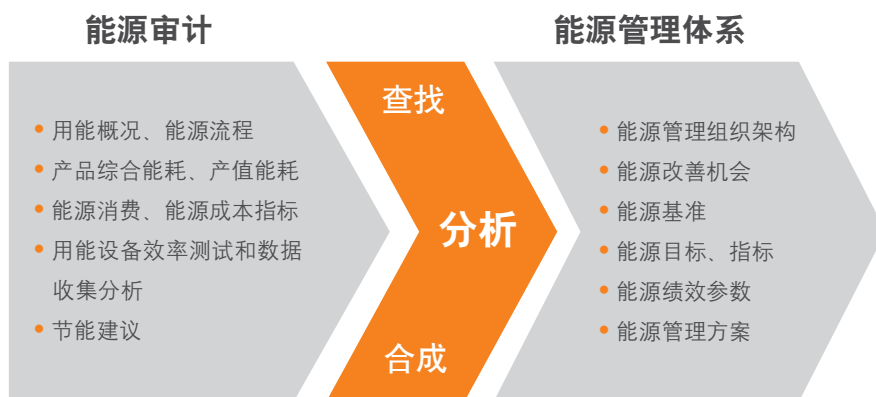 能源审计
• 用能概况、能源流程
• 产品综合能耗、产值能耗
• 能源消费、能源成本指标
• 用能设备效率测试和数据
收集分析
• 节能建议
查找
分析
合成
能源管理体系
• 能源管理组织架构
• 能源改善机会
• 能源基准
• 能源目标、指标
• 能源绩效参数
• 能源管理方案